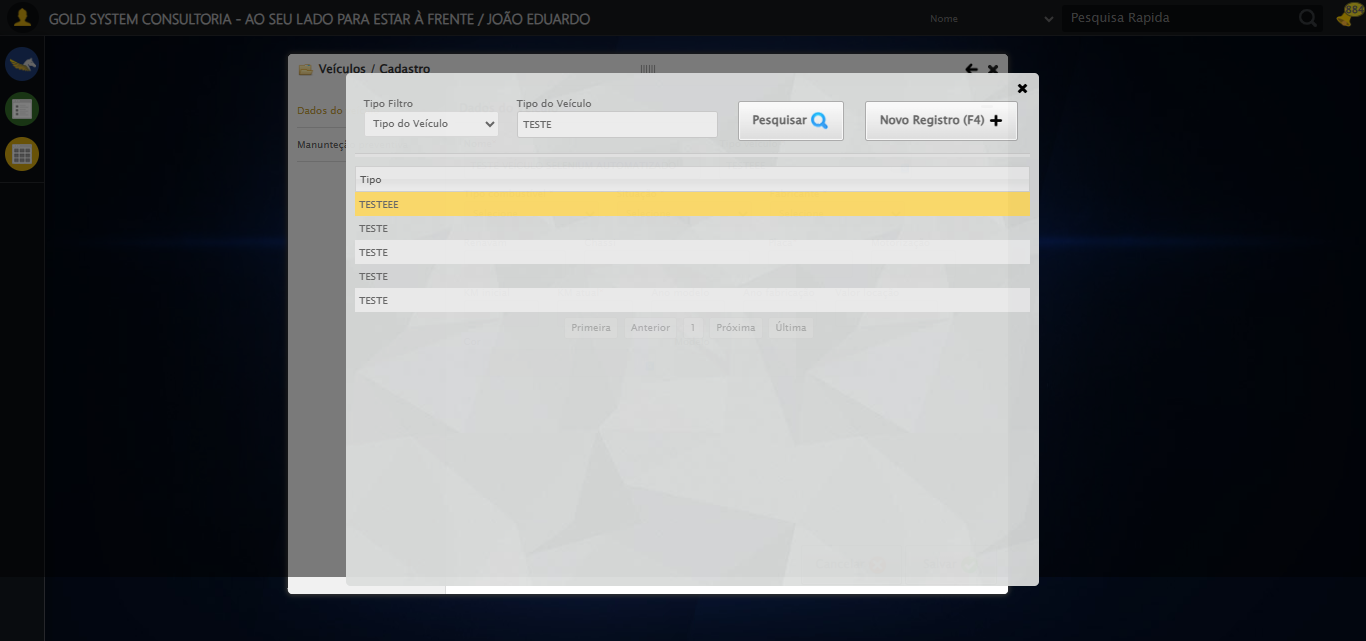 GOLD SYSTEM CONSULTORIA - AO SEU LADO PARA ESTAR À FRENTE / JOÃO EDUARDO
Nome
Pesquisa Rapida
884
Veículos / Cadastro
Dados do
Manunteçã
Tipo Filtro
Tipo do Veículo
Tipo do Veículo
TESTE
Pesquisar
Novo Registro (F4)
Tipo
TESTEEE
TESTE
TESTE
TESTE
TESTE
Primeira Anterior 1 Próxima Última